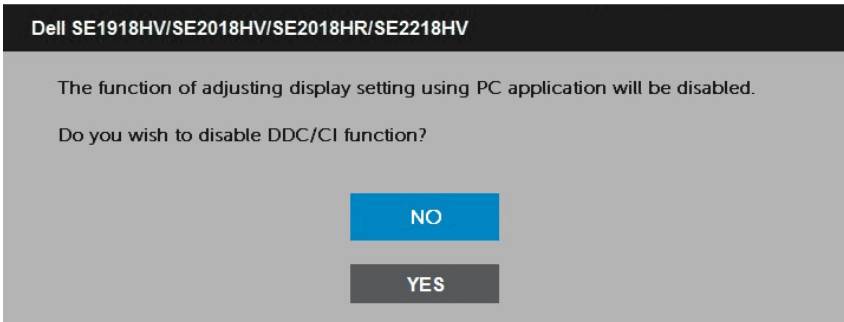 Dell SE1918HV/SE2018HV/SE2018HR/SE2218HV
The function of adjusting display setting using PC application will be disabled.
Do you wish to disable DDC/CI function?
NO
YES